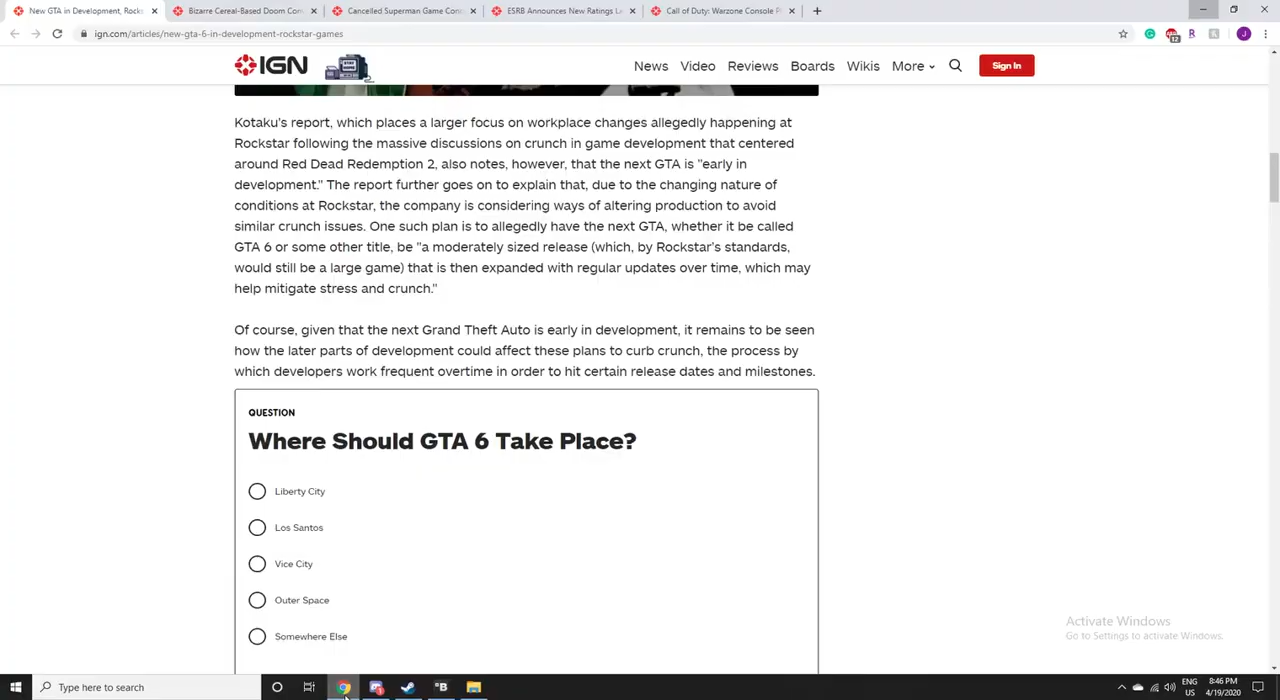 New GTA in Development, Rocks
Bizarre Cereal-Based Doom Con
Cancelled Superman Game Conc
ESRB Announces New Ratings La
Call of Duty: Warzone Console P
ign.com/articles/new-gta-6-in-development-rockstar-games
12
J
IGN
News Video Reviews Boards Wikis More Sign In
Kotaku's report, which places a larger focus on workplace changes allegedly happening at
Rockstar following the massive discussions on crunch in game development that centered
around Red Dead Redemption 2, also notes, however, that the next GTA is "early in
development." The report further goes on to explain that, due to the changing nature of
conditions at Rockstar, the company is considering ways of altering production to avoid
similar crunch issues. One such plan is to allegedly have the next GTA, whether it be called
GTA 6 or some other title, be "a moderately sized release (which, by Rockstar's standards,
would still be a large game) that is then expanded with regular updates over time, which may
help mitigate stress and crunch."
Of course, given that the next Grand Theft Auto is early in development, it remains to be seen
how the later parts of development could affect these plans to curb crunch, the process by
which developers work frequent overtime in order to hit certain release dates and milestones.
QUESTION
Where Should GTA 6 Take Place?
Liberty City
Los Santos
Vice City
Outer Space
Somewhere Else
Activate Windows
Go to Settings to activate Windows.
Type here to search
"B
ENG
US
8:46 PM
4/19/2020